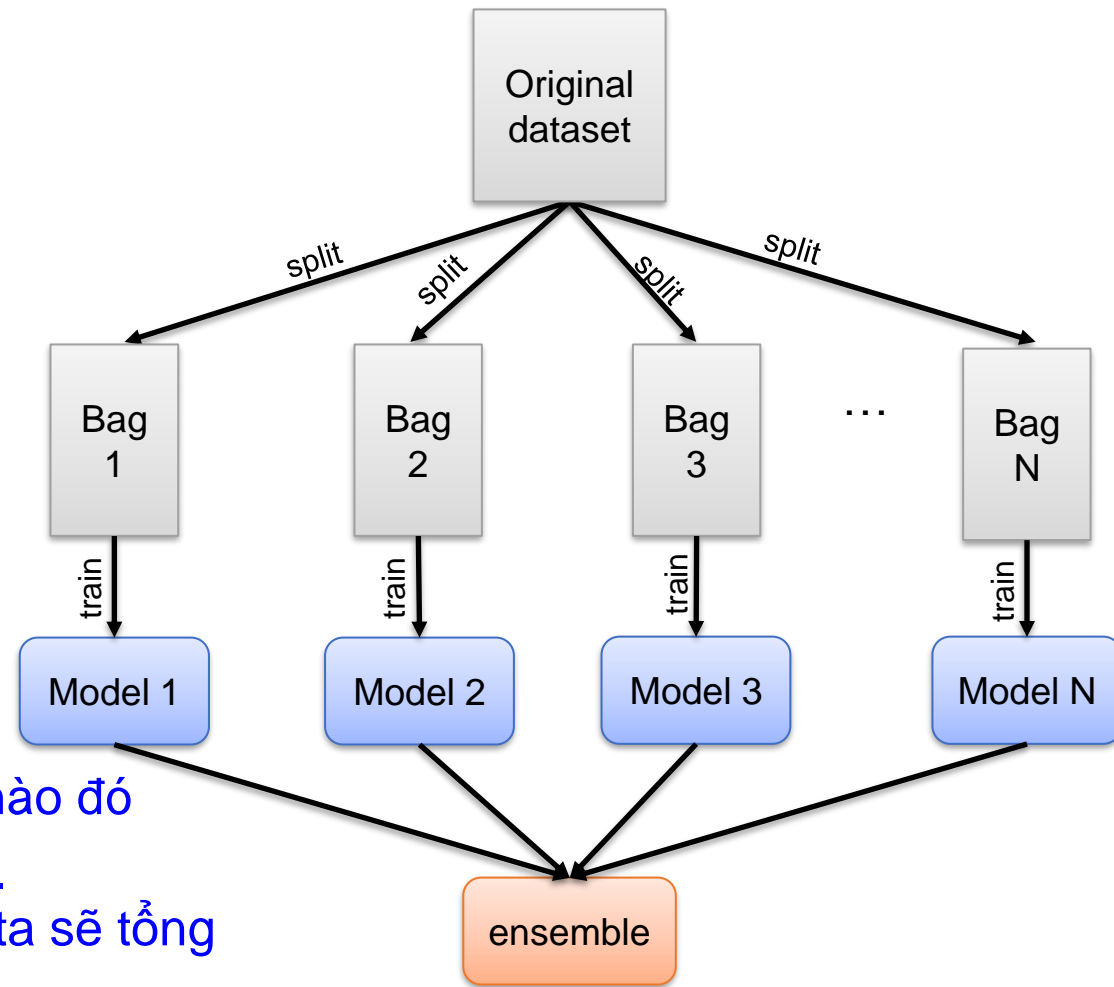 Original
dataset
split
split
split
split
Bag
1
Bag
2
Bag
3
...
Bag
N
train
train
train
train
Model 1
Model 2
Model 3
Model N
nào đó
.
ta sẽ tổng
ensemble